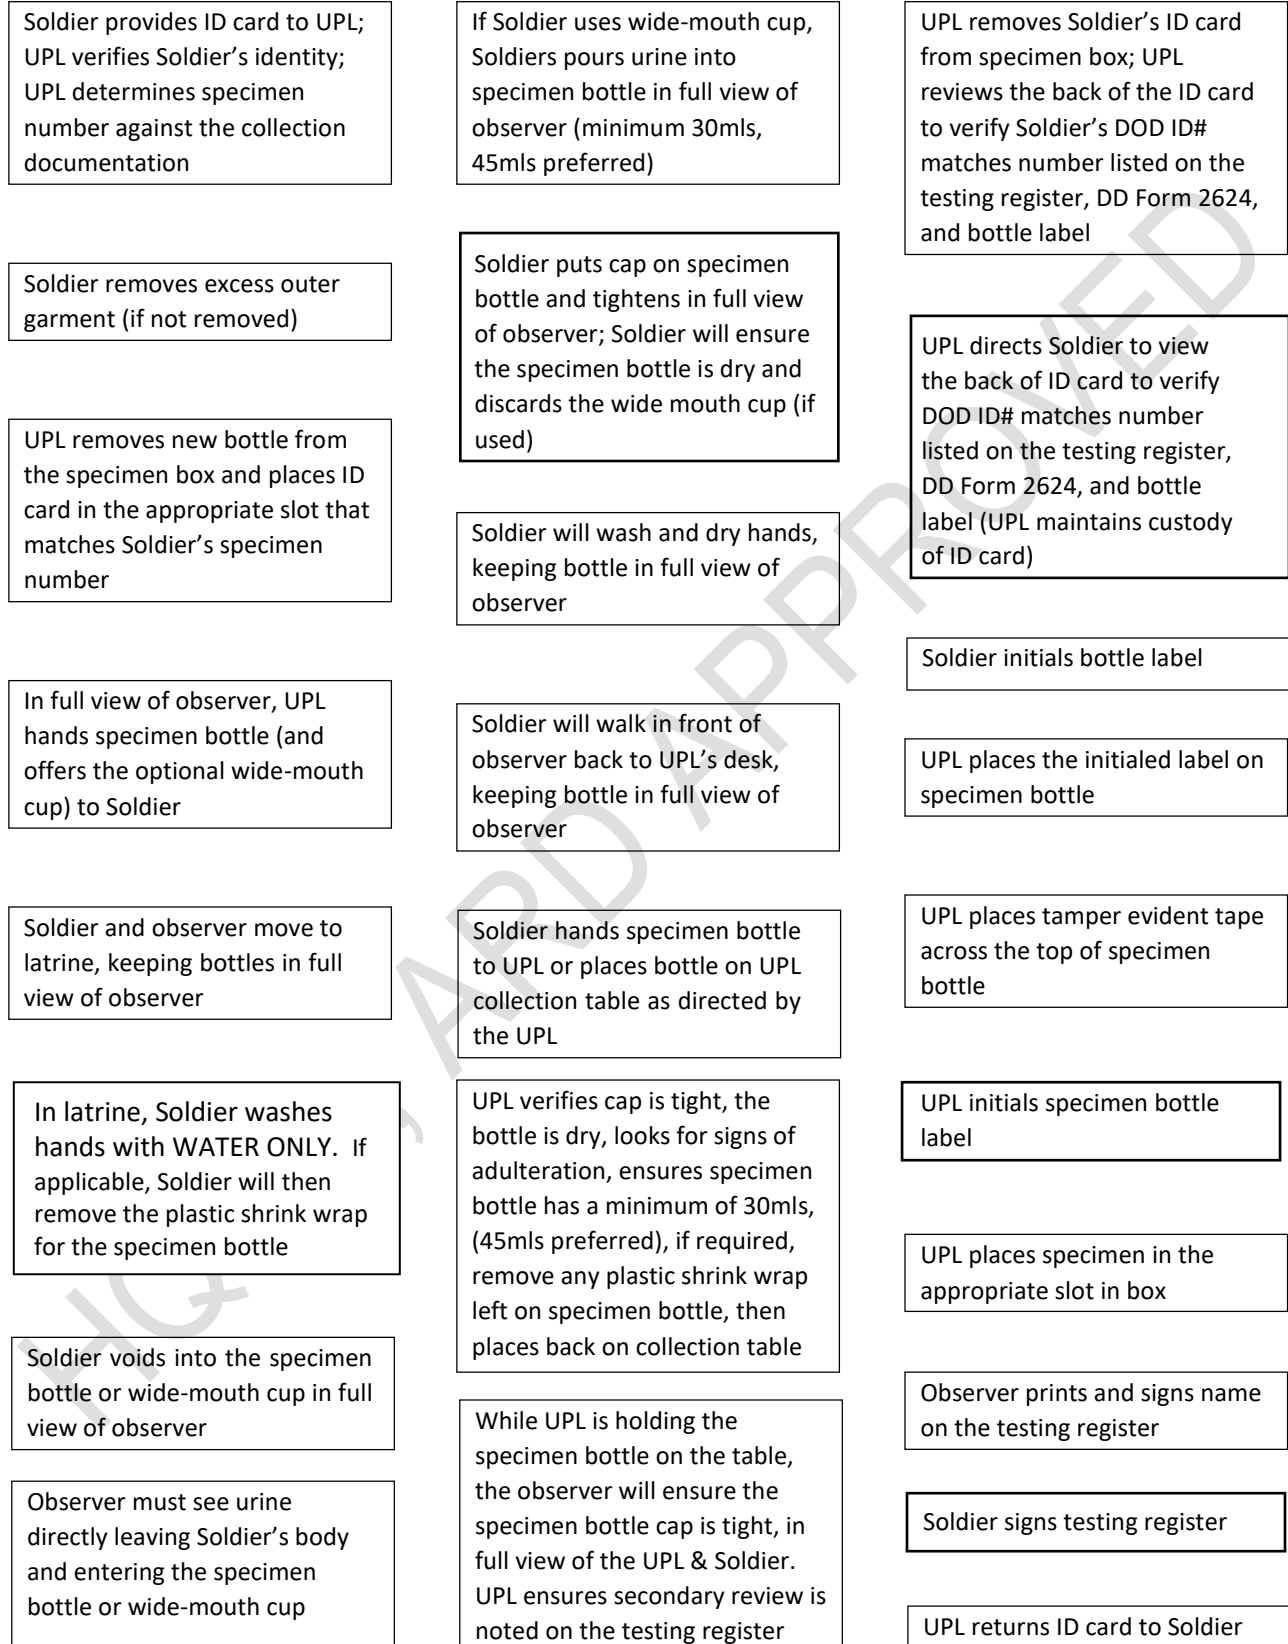 Soldier provides ID card to UPL;
UPL verifies Soldier’s identity;
UPL determines specimen
number against the collection
documentation
Soldier removes excess outer
garment (if not removed)
UPL removes new bottle from
the specimen box and places ID
card in the appropriate slot that
matches Soldier’s specimen
number
In full view of observer, UPL
hands specimen bottle (and
offers the optional wide-mouth
cup) to Soldier
Soldier and observer move to
latrine, keeping bottles in full
view of observer
In latrine, Soldier washes
hands with WATER ONLY. If
applicable, Soldier will then
remove the plastic shrink wrap
for the specimen bottle
Soldier voids into the specimen
bottle or wide-mouth cup in full
view of observer
Observer must see urine
directly leaving Soldier’s body
and entering the specimen
bottle or wide-mouth cup
If Soldier uses wide-mouth cup,
Soldiers pours urine into
specimen bottle in full view of
observer (minimum 30mls,
45mls preferred)
Soldier puts cap on specimen
bottle and tightens in full view
of observer; Soldier will ensure
the specimen bottle is dry and
discards the wide mouth cup (if
used)
Soldier will wash and dry hands,
keeping bottle in full view of
observer
Soldier will walk in front of
observer back to UPL’s desk,
keeping bottle in full view of
observer
Soldier hands specimen bottle
to UPL or places bottle on UPL
collection table as directed by
the UPL
UPL verifies cap is tight, the
bottle is dry, looks for signs of
adulteration, ensures specimen
bottle has a minimum of 30mls,
(45mls preferred), if required,
remove any plastic shrink wrap
left on specimen bottle, then
places back on collection table
While UPL is holding the
specimen bottle on the table,
the observer will ensure the
specimen bottle cap is tight, in
full view of the UPL & Soldier.
UPL ensures secondary review is
noted on the testing register
UPL removes Soldier’s ID card
from specimen box; UPL
reviews the back of the ID card
to verify Soldier’s DOD ID#
matches number listed on the
testing register, DD Form 2624,
and bottle label
UPL directs Soldier to view
the back of ID card to verify
DOD ID# matches number
listed on the testing register,
DD Form 2624, and bottle
label (UPL maintains custody
of ID card)
Soldier initials bottle label
UPL places the initialed label on
specimen bottle
UPL places tamper evident tape
across the top of specimen
bottle
UPL initials specimen bottle
label
UPL places specimen in the
appropriate slot in box
Observer prints and signs name
on the testing register
Soldier signs testing register
UPL returns ID card to Soldier